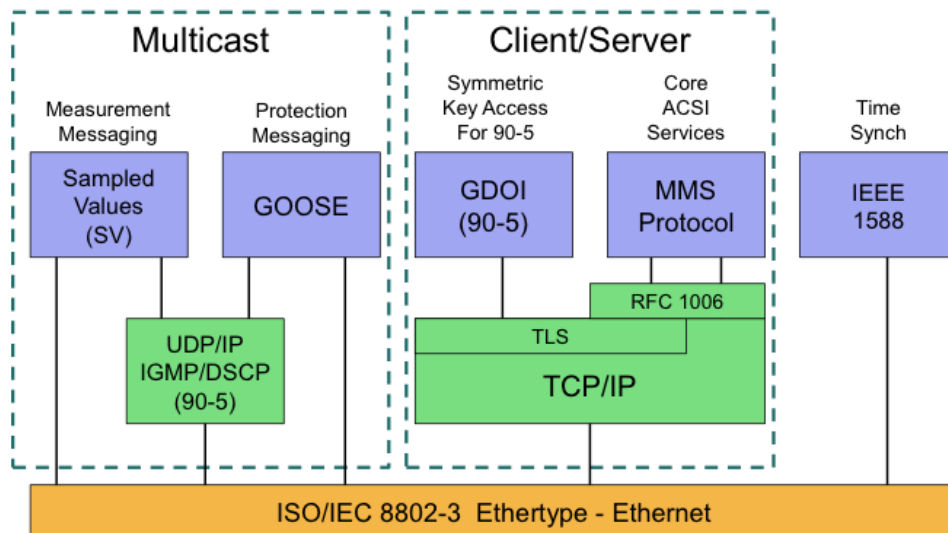 Multicast
Client/Server
Measurement
Messaging
Protection
Messaging
Symmetric
Key Access
For 90-5
Core
ACSI
Services
Time
Synch
Sampled
Values
(SV)
GOOSE
GDOI
(90-5)
MMS
Protocol
IEEE
1588
RFC 1006
UDP/IP
IGMP/DSCP
(90-5)
TLS
TCP/IP
ISO/IEC 8802-3  Ethertype - Ethernet